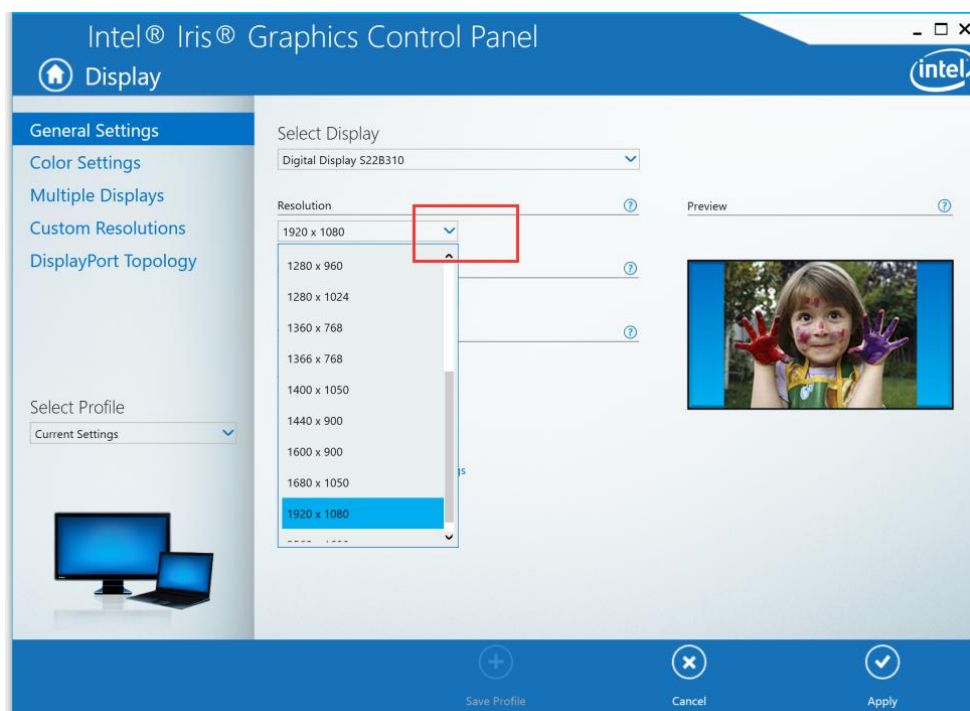 Intel® Iris® Graphics Control Panel
Display
intel
General Settings
Color Settings
Multiple Displays
Custom Resolutions
DisplayPort Topology
Select Profile
Current Settings
Select Display
Digital Display S22B310
Resolution
1920 x 1080
1280 x 960
1280 x 1024
1360 x 768
1366 x 768
1400 x 1050
1440 x 900
1600 x 900
1680 x 1050
1920 x 1080
gs
Preview
Save Profile
Cancel
Apply